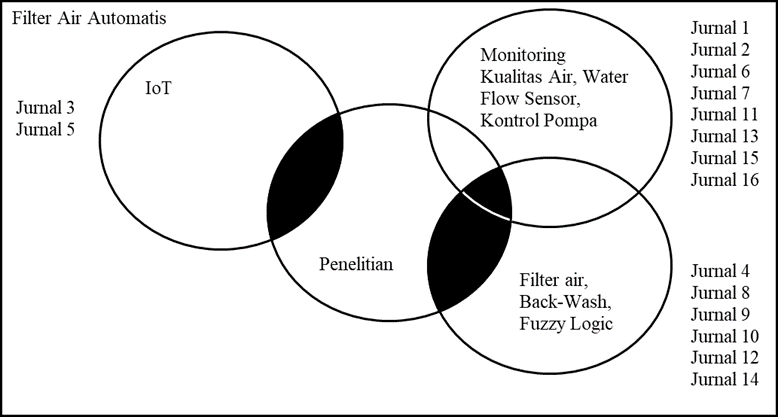 Filter Air Automatis
IoT
Jurnal 3
Jurnal 5
Monitoring
Kualitas Air, Water
Flow Sensor,
Kontrol Pompa
Jurnal 1
Jurnal 2
Jurnal 6
Jurnal 7
Jurnal 11
Jurnal 13
Jurnal 15
Jurnal 16
Penelitian
Filter air,
Back-Wash,
Fuzzy Logic
Jurnal 4
Jurnal 8
Jurnal 9
Jurnal 10
Jurnal 12
Jurnal 14